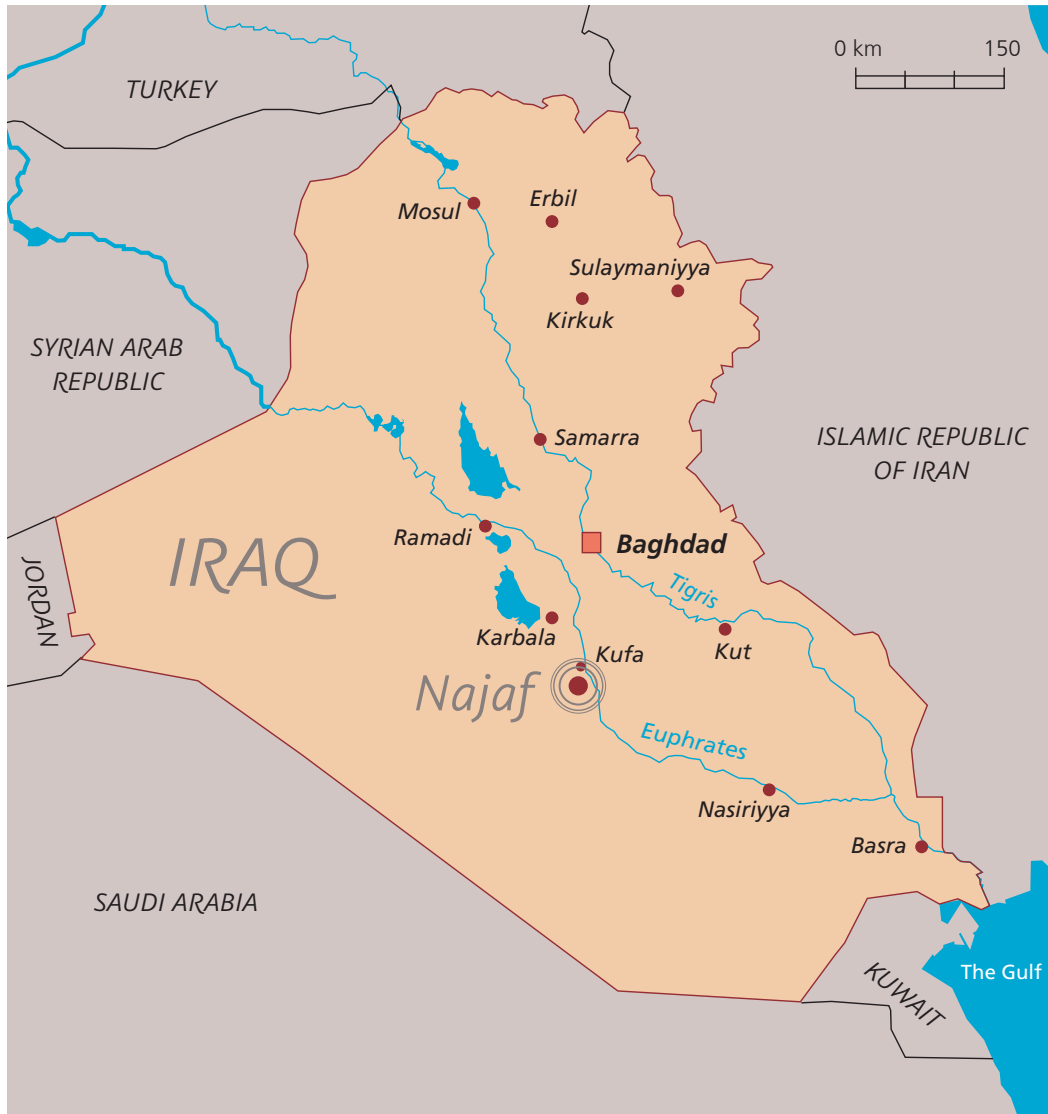 0 km 150
TURKEY
Erbil
Mosul
Sulaymaniyya
Kirkuk
SYRIAN ARAB
REPUBLIC
Samarra
ISLAMIC REPUBLIC
OF IRAN
Ramadi
Baghdad
IRAQ
JORDAN
Tigris
Karbala
Kut
Kufa
Najaf
Euphrates
Nasiriyya
Basra
SAUDI ARABIA
The Gulf
KUWAIT